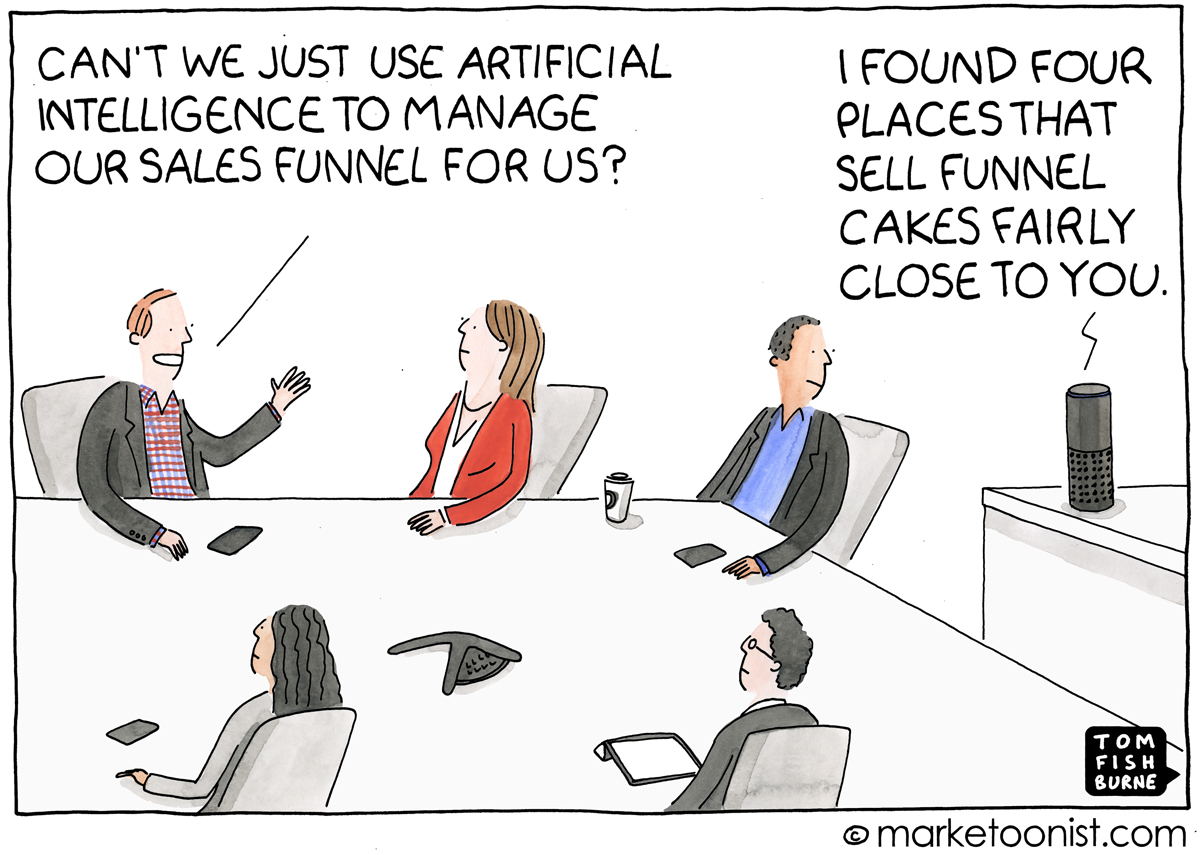 CAN'T WE JUST USE ARTIFICIAL
INTELLIGENCE TO MANAGE
OUR SALES FUNNEL FOR US?
I FOUND FOUR
PLACES THAT
SELL FUNNEL
CAKES FAIRLY
CLOSE TO YOU.
TOM
FISH
BURNE
© marketoonist.com